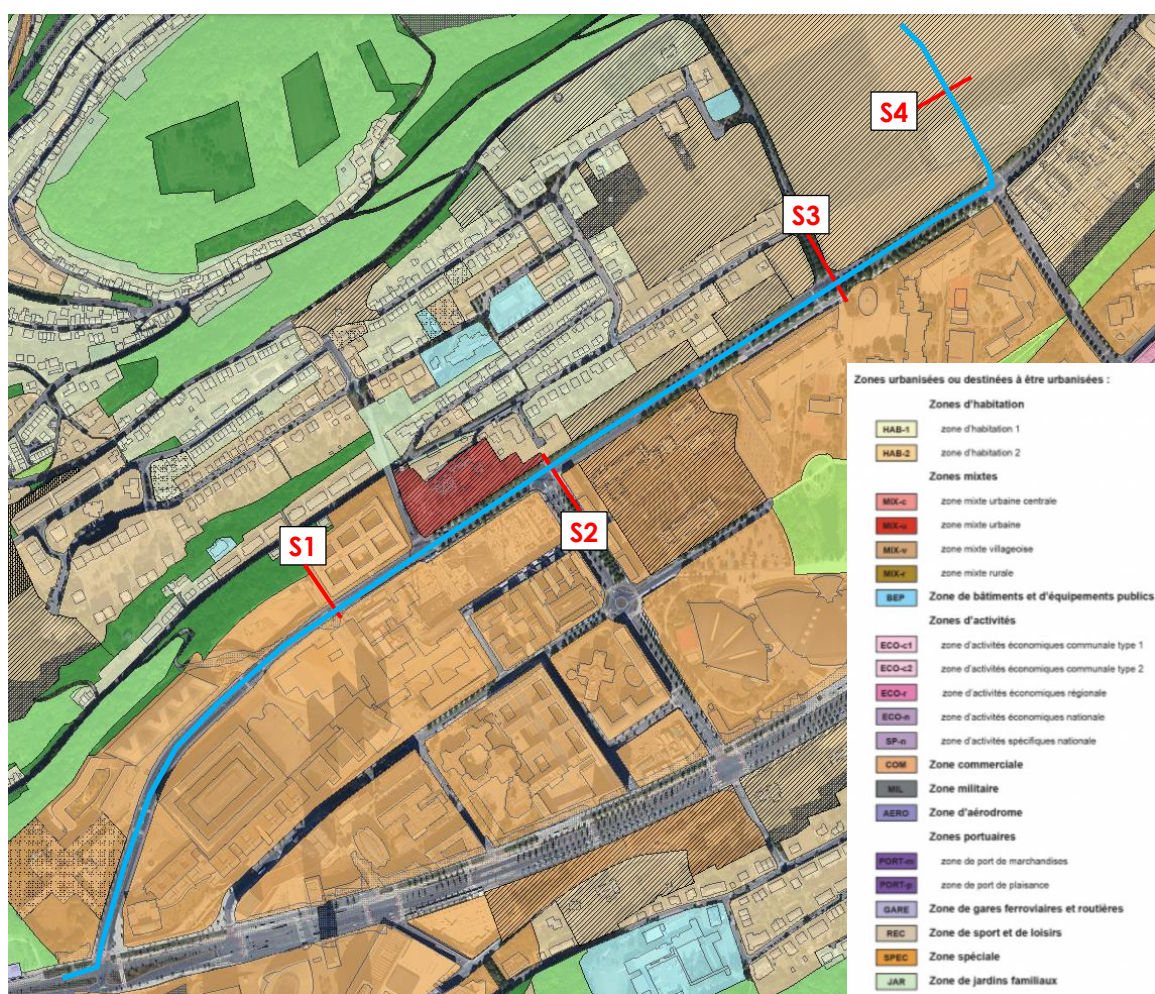 S4
S3
S2
S1
Zones urbanisées ou destinées à être urbanisées :
Zones d'habitation
HAB-1 zone d'habitation 1
HAB-2 zone d'habitation 2
Zones mixtes
MIX-c zone mixte urbaine centrale
MIX-u zone mixte urbaine
MIX-v zone mixte villageoise
MIX-r zone mixte rurale
BEP Zone de bâtiments et d'équipements publics
Zones d'activités
ECO-c1 zone d'activités économiques communale type 1
ECO-c2 zone d'activités économiques communale type 2
ECO-r zone d'activités économiques régionale
ECO-n zone d'activités économiques nationale
SP-n zone d'activités spécifiques nationale
COM Zone commerciale
MIL Zone militaire
AERO Zone d'aérodrome
Zones portuaires
PORT-m zone de port de marchandises
PORT-p zone de port de plaisance
GARE Zone de gares ferroviaires et routières
REC Zone de sport et de loisirs
SPEC Zone spéciale
JAR Zone de jardins familiaux